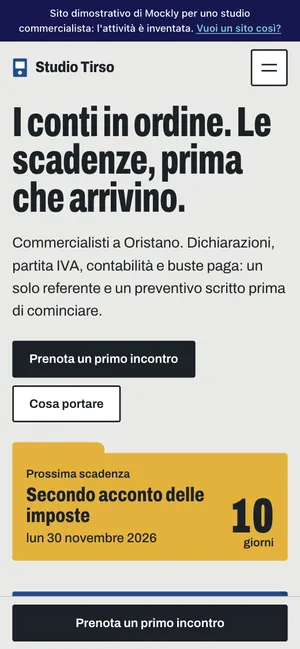 Sito dimostrativo di Mockly per uno studio
commercialista: l'attività è inventata. Vuoi un sito così?
Studio Tirso
I conti in ordine. Le
scadenze, prima
che arrivino.
Commercialisti a Oristano. Dichiarazioni,
partita IVA, contabilità e buste paga: un
solo referente e un preventivo scritto prima
di cominciare.
Prenota un primo incontro
Cosa portare
Prossima scadenza
Secondo acconto delle
imposte
lun 30 novembre 2026
10
giorni
Prenota un primo incontro